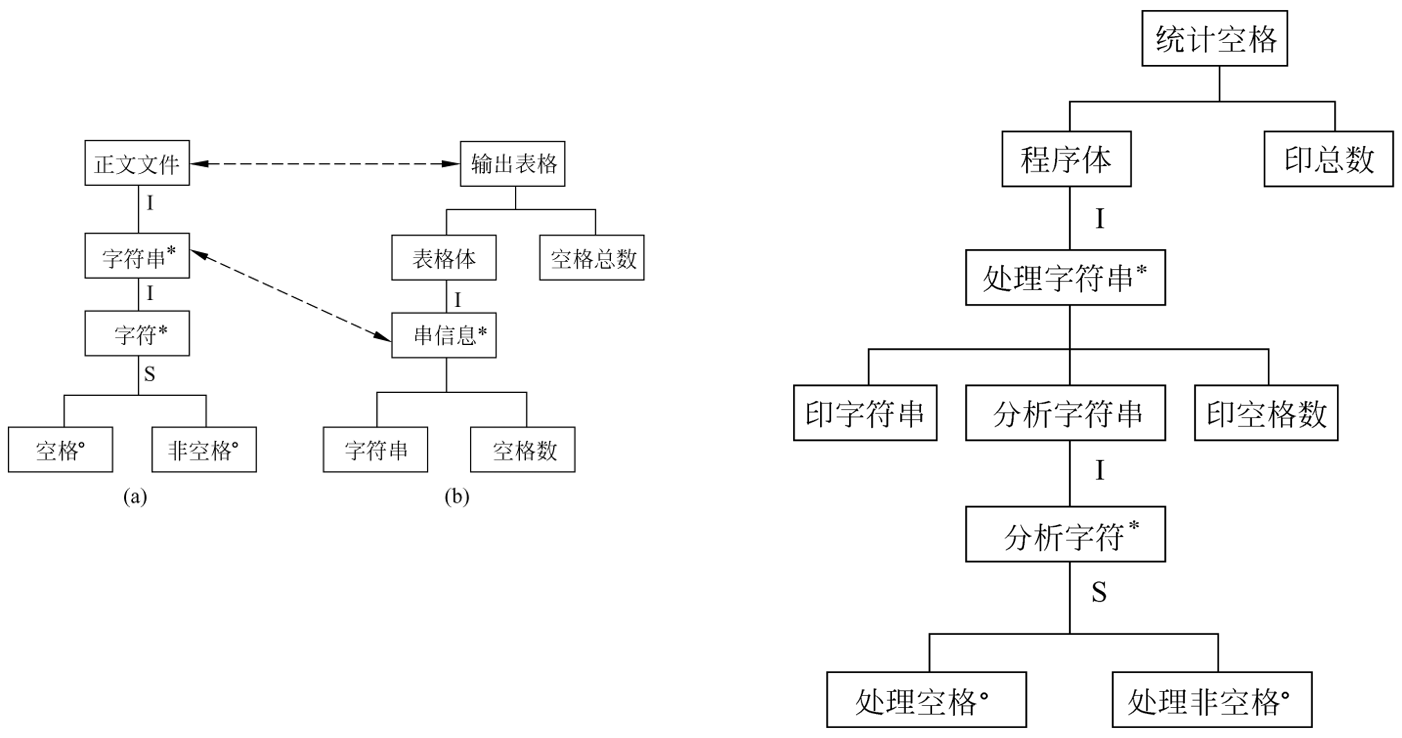 正文文件
输出表格
I
字符串*
表格体
空格总数
I
I
字符*
串信息*
S
空格°
非空格°
字符串
空格数
(a)
(b)
统计空格
程序体
印总数
I
处理字符串*
印字符串
分析字符串
印空格数
I
分析字符*
S
处理空格°
处理非空格°